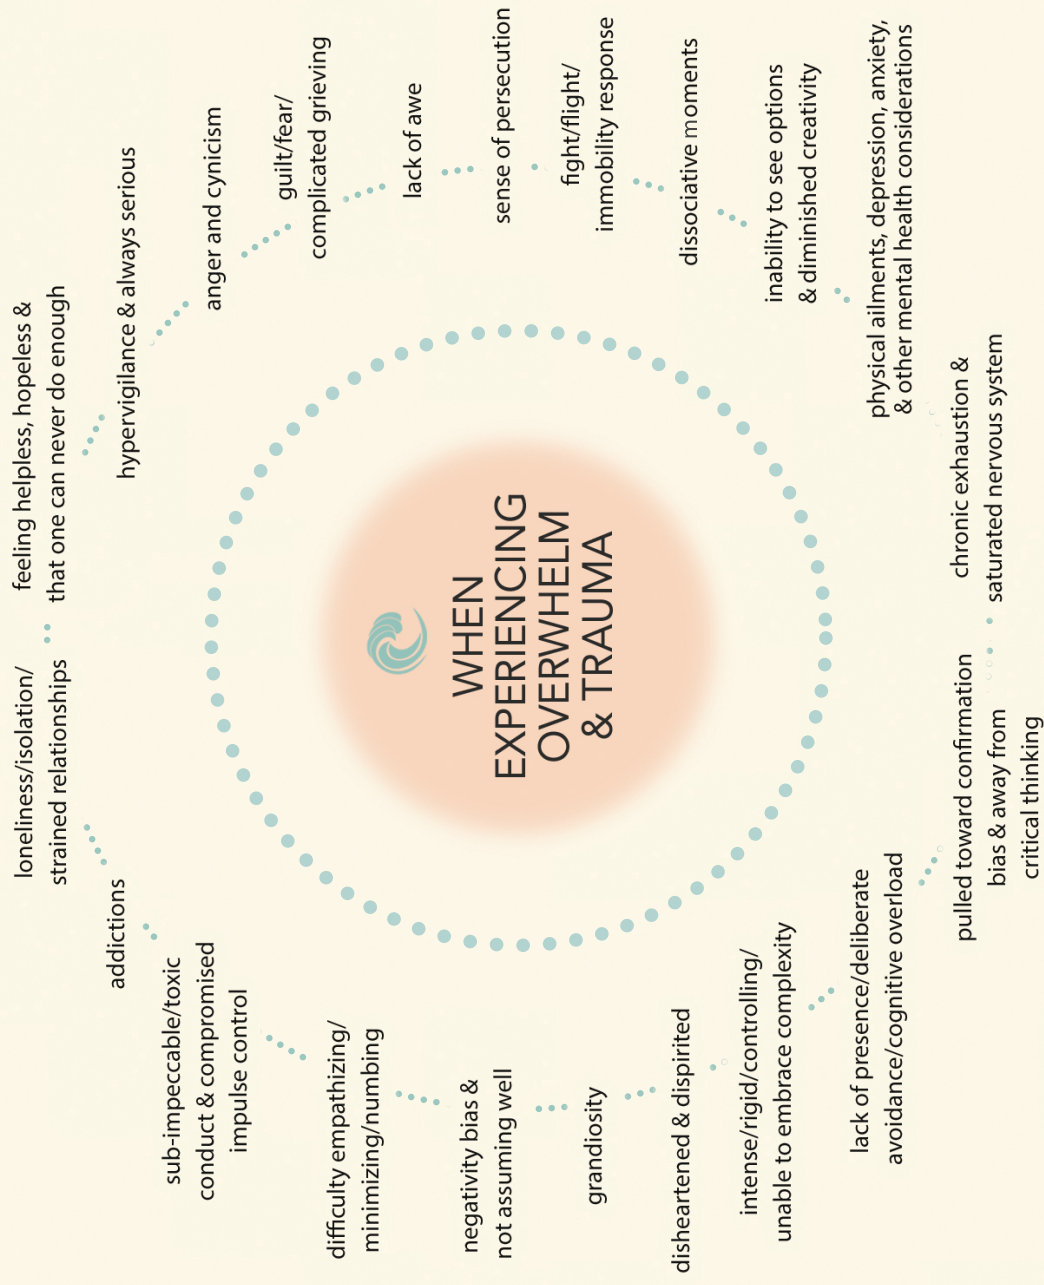 WHEN
EXPERIENCING
OVERWHELM
& TRAUMA
feeling helpless, hopeless &
that one can never do enough
hypervigilance & always serious
anger and cynicism
guilt/fear/
complicated grieving
lack of awe
sense of persecution
fight/flight/
immobility response
dissociative moments
inability to see options
& diminished creativity
physical ailments, depression, anxiety,
& other mental health considerations
chronic exhaustion &
saturated nervous system
pulled toward confirmation
bias & away from
critical thinking
lack of presence/deliberate
avoidance/cognitive overload
intense/rigid/controlling/
unable to embrace complexity
disheartened & dispirited
grandiosity
negativity bias &
not assuming well
difficulty empathizing/
minimizing/numbing
sub-impeccable/toxic
conduct & compromised
impulse control
addictions
loneliness/isolation/
strained relationships